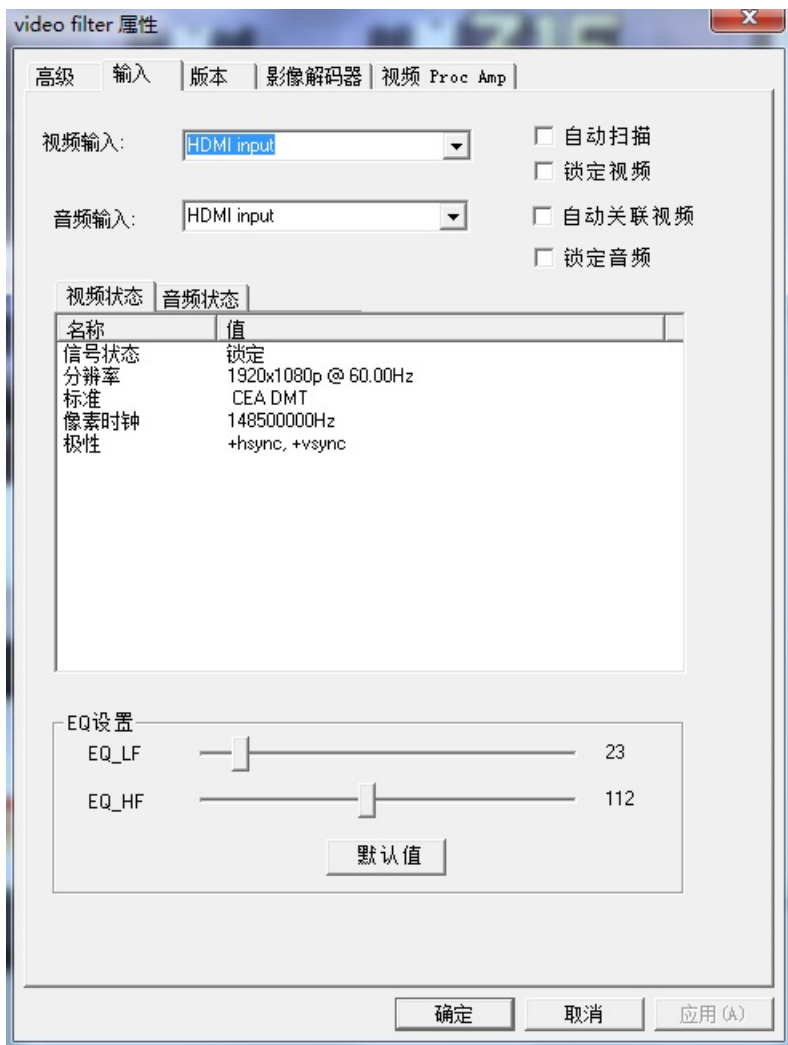 video filter 属性
高级 输入 版本 影像解码器 视频 Proc Amp
视频输入: HDMI input 自动扫描
锁定视频
音频输入: HDMI input 自动关联视频
锁定音频
视频状态 音频状态
名称 值
信号状态 锁定
分辨率 1920x1080p @ 60.00Hz
标准 CEA DMT
像素时钟 148500000Hz
极性 +hsync, +vsync
EQ设置
EQ_LF 23
EQ_HF 112
默认值
确定 取消 应用(A)